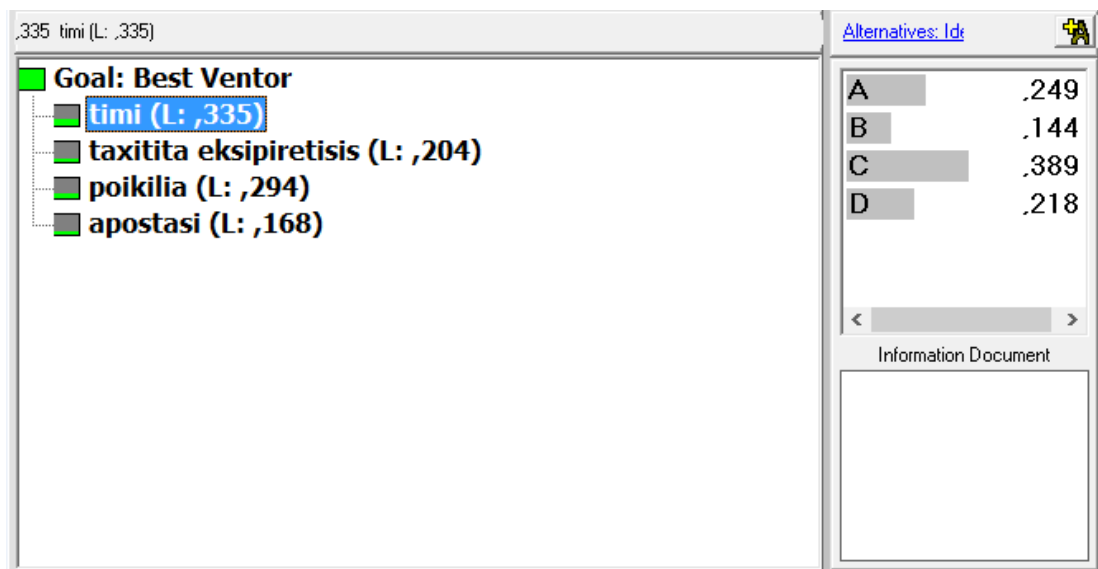 ,335 timi (L: ,335)
Goal: Best Ventor
timi (L: ,335)
taxitita eksipiretisis (L: ,204)
poikilia (L: ,294)
apostasi (L: ,168)
Alternatives: Ide
A ,249
B ,144
C ,389
D ,218
Information Document